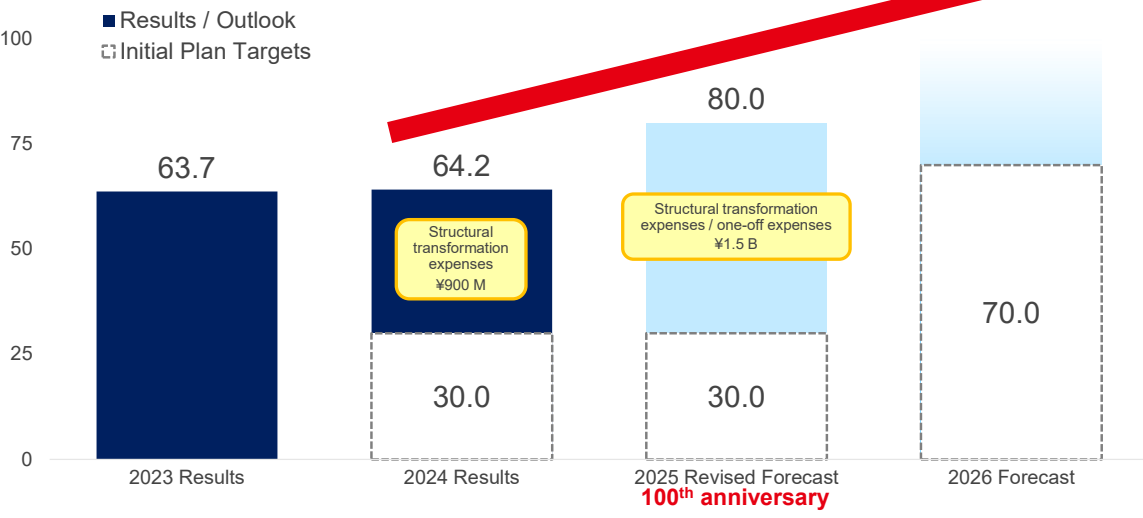 Results / Outlook
Initial Plan Targets
100
75
50
25
0
63.7
64.2
80.0
Structural
transformation
expenses
¥900 M
Structural transformation
expenses / one-off expenses
¥1.5 B
30.0
30.0
70.0
2023 Results
2024 Results
2025 Revised Forecast
100th anniversary
2026 Forecast